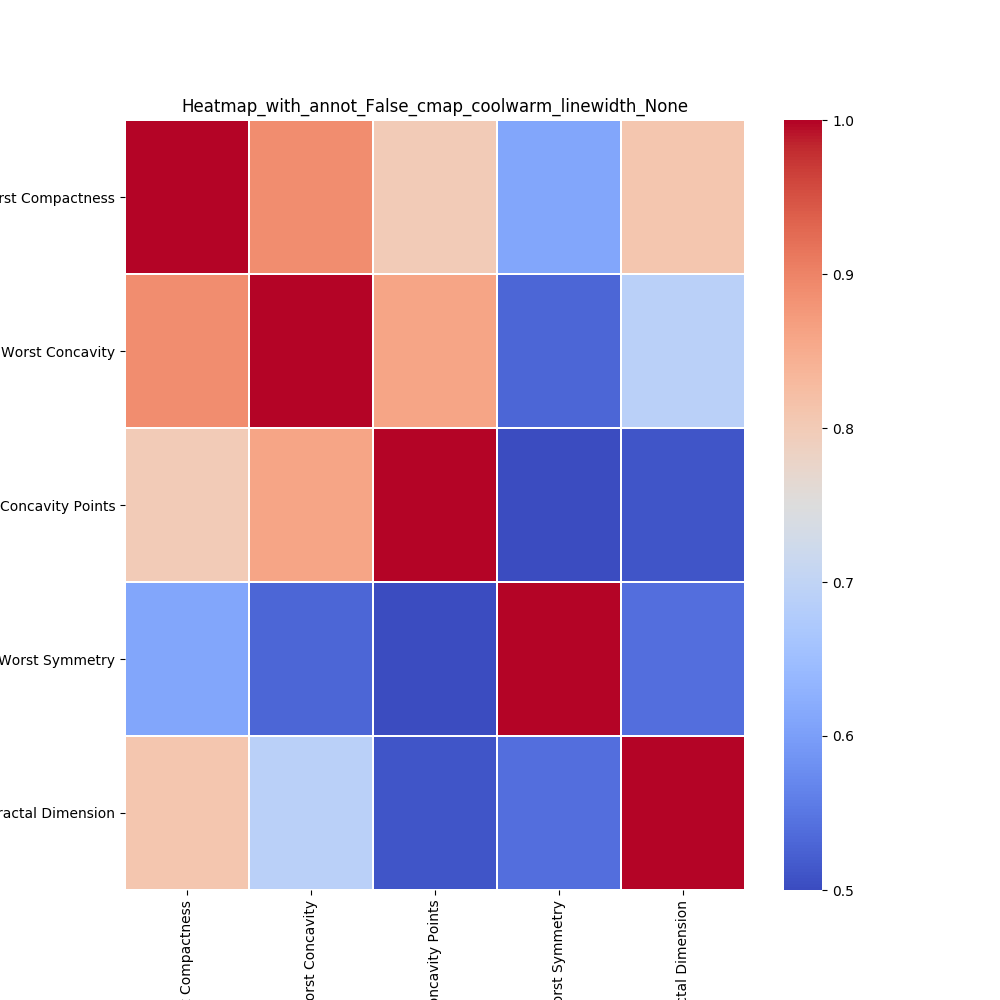 Heatmap_with_annot_False_cmap_coolwarm_linewidth_None
rst Compactness
Worst Concavity
Concavity Points
Worst Symmetry
ractal Dimension
Compactness
orst Concavity
oncavity Points
orst Symmetry
ctal Dimension
1.0
0.9
0.8
0.7
0.6
0.5